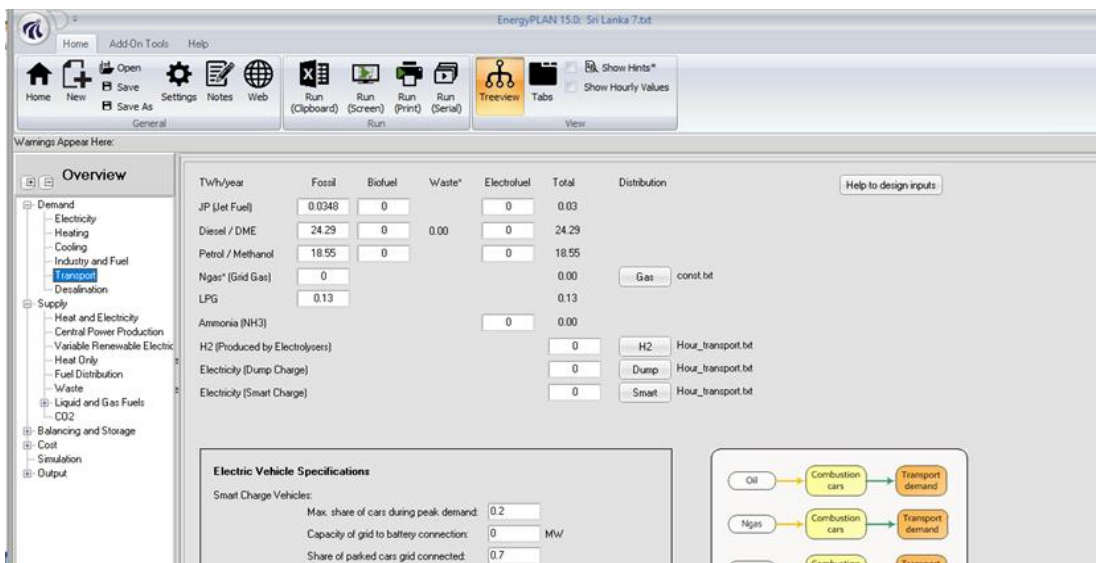 EnergyPLAN 15.0: Sri Lanka 7.txt
Home Add-On Tools Help
Home New Open Save Save As Settings Notes Web Run (Clipboard) Run (Screen) Run (Print) Run (Serial) Treeview Tabs Show Hints* Show Hourly Values
General Run View
Warnings Appear Here:
Overview
Demand
Electricity
Heating
Cooling
Industry and Fuel
Transport
Desalination
Supply
Heat and Electricity
Central Power Production
Variable Renewable Electric
Heat Only
Fuel Distribution
Waste
Liquid and Gas Fuels
CO2
Balancing and Storage
Cost
Simulation
Output
TWh/year Fossil Biofuel Waste* Electrofuel Total Distribution Help to design inputs
JP (Jet Fuel) 0.0348 0 0 0.03
Diesel / DME 24.29 0 0.00 0 24.29
Petrol / Methanol 18.55 0 0 18.55
Ngas* (Grid Gas) 0 0.00 Gas const.txt
LPG 0.13 0.13
Ammonia (NH3) 0 0.00
H2 (Produced by Electrolysers) 0 H2 Hour_transport.txt
Electricity (Dump Charge) 0 Dump Hour_transport.txt
Electricity (Smart Charge) 0 Smart Hour_transport.txt
Electric Vehicle Specifications
Smart Charge Vehicles:
Max. share of cars during peak demand: 0.2
Capacity of grid to battery connection: 0 MW
Share of parked cars grid connected: 0.7
Oil Combustion cars Transport demand
Ngas Combustion cars Transport demand
Combustion Transport